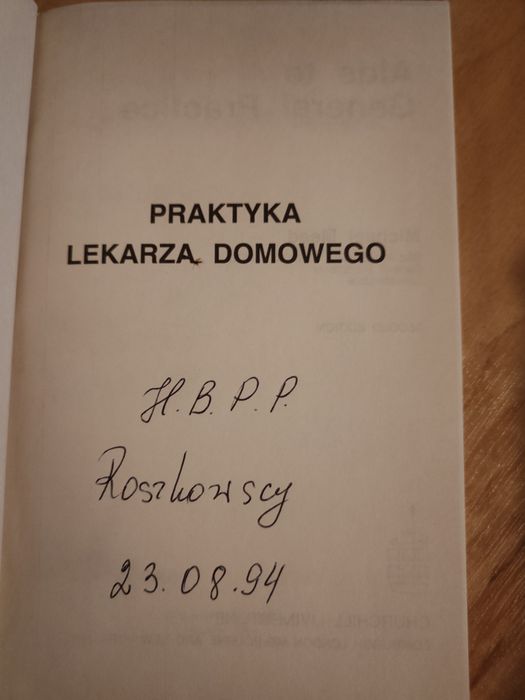 PRAKTYKA
LEKARZA DOMOWEGO
H.B.P.P.
Roszkowscy
23.08.94